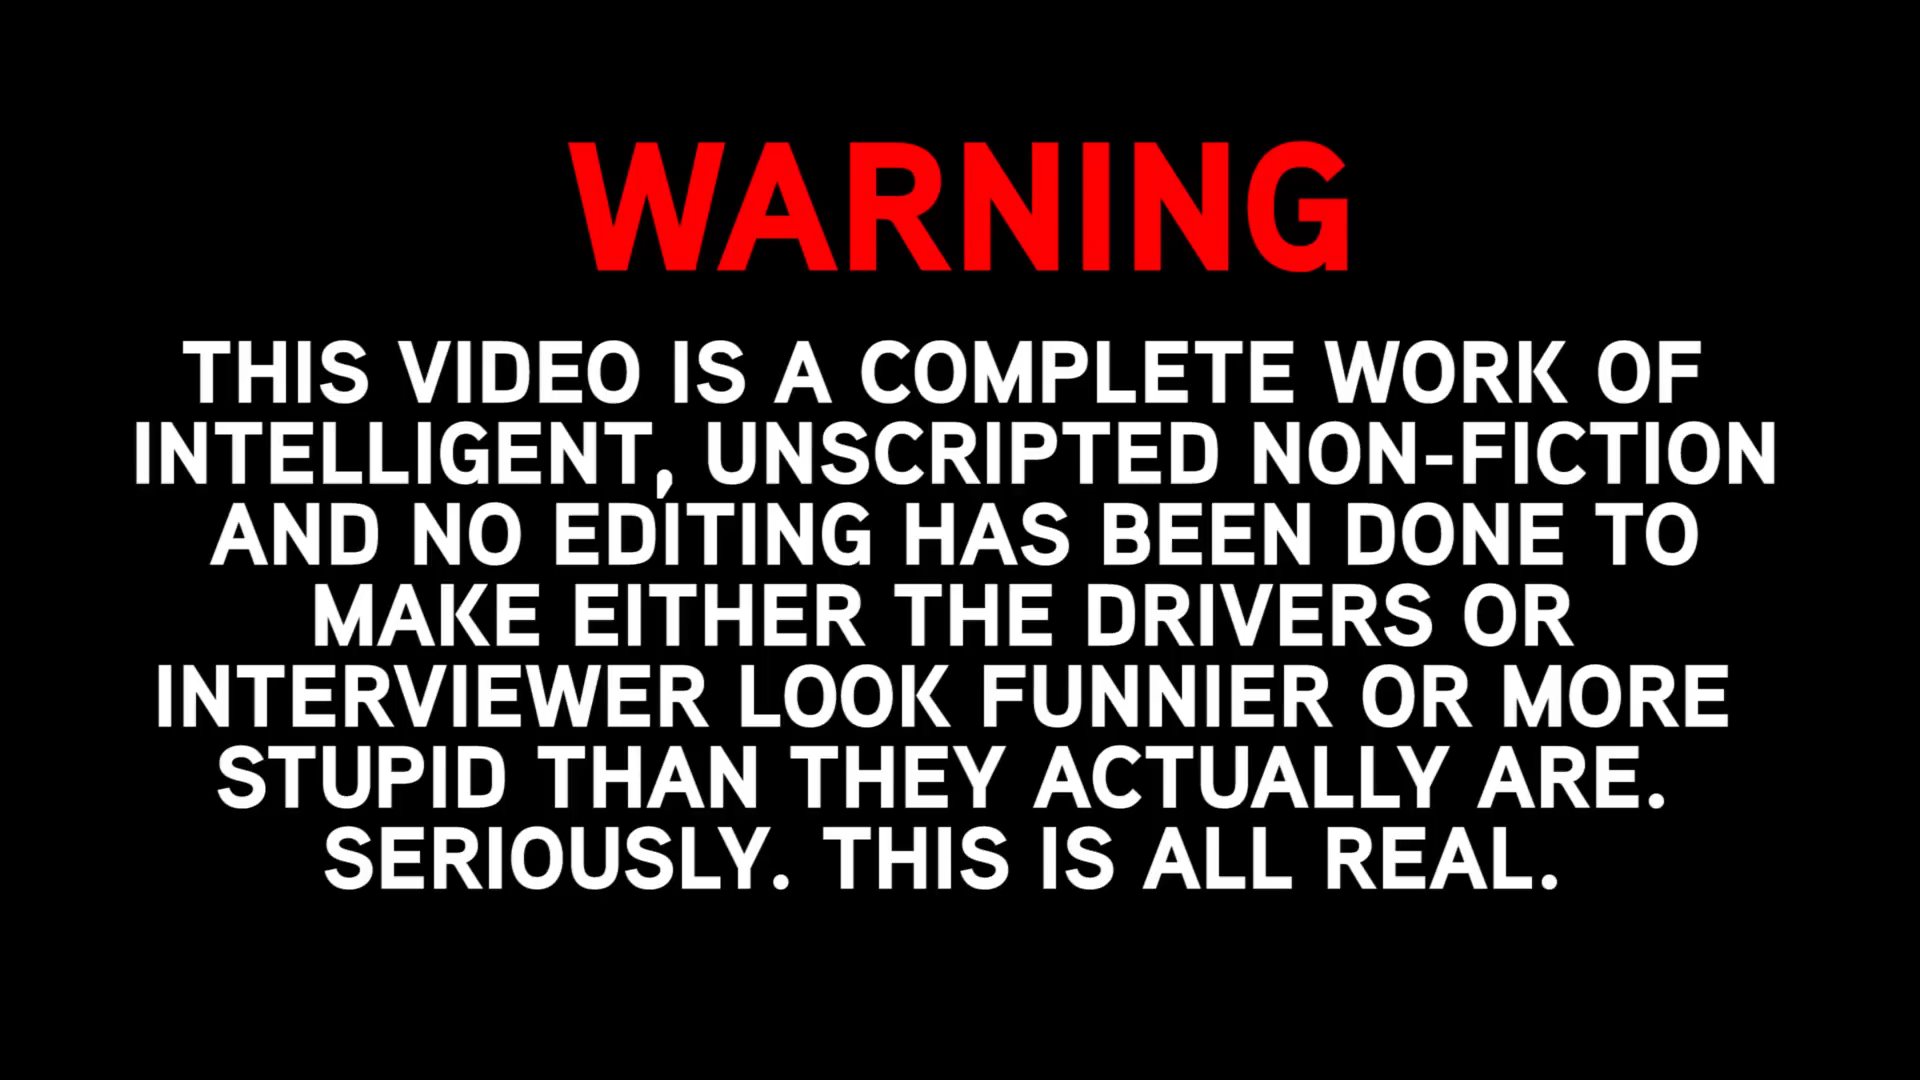 WARNING
THIS VIDEO IS A COMPLETE WORK OF
INTELLIGENT, UNSCRIPTED NON-FICTION
AND NO EDITING HAS BEEN DONE TO
MAKE EITHER THE DRIVERS OR
INTERVIEWER LOOK FUNNIER OR MORE
STUPID THAN THEY ACTUALLY ARE.
SERIOUSLY. THIS IS ALL REAL.